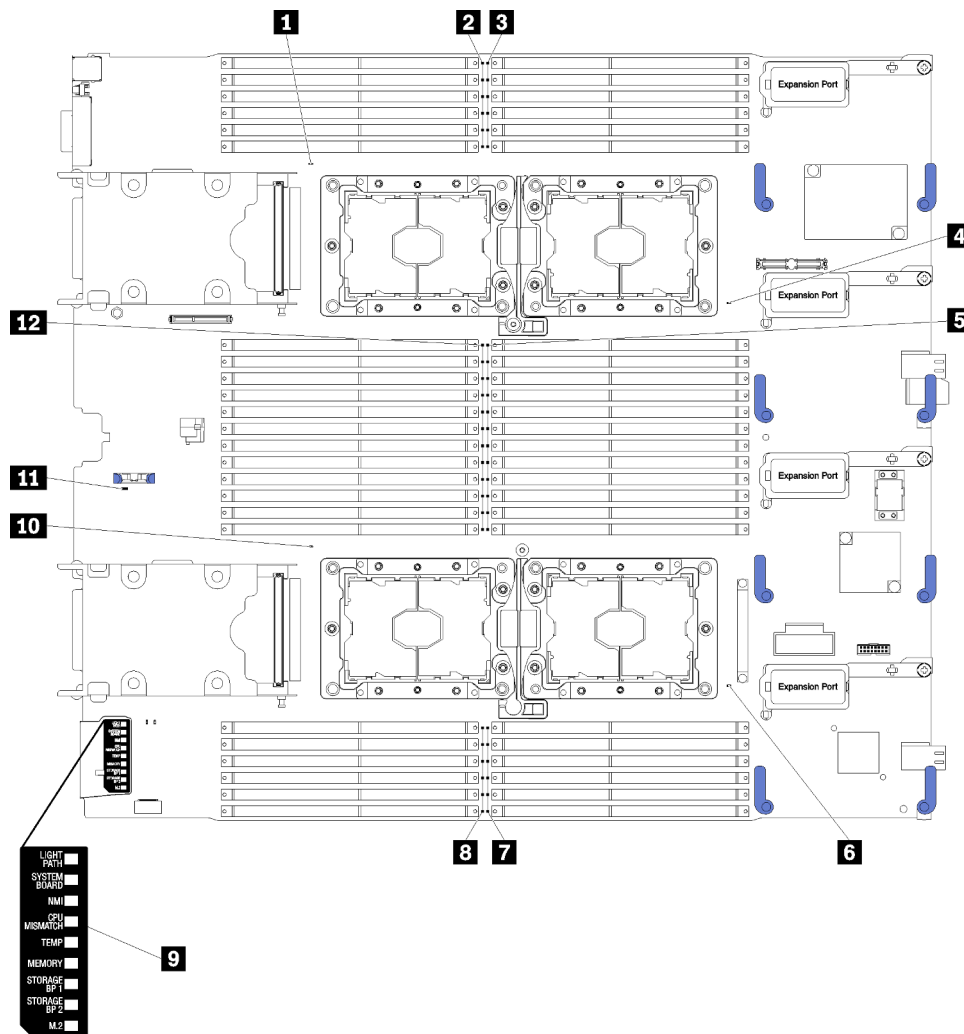 1
2
3
Expansion Port
4
Expansion Port
12
5
11
Expansion Port
10
Expansion Port
8
7
6
LIGHT
PATH
SYSTEM
BOARD
NMI
CPU
MISMATCH
TEMP
MEMORY
STORAGE
BP 1
STORAGE
BP 2
M.2
9